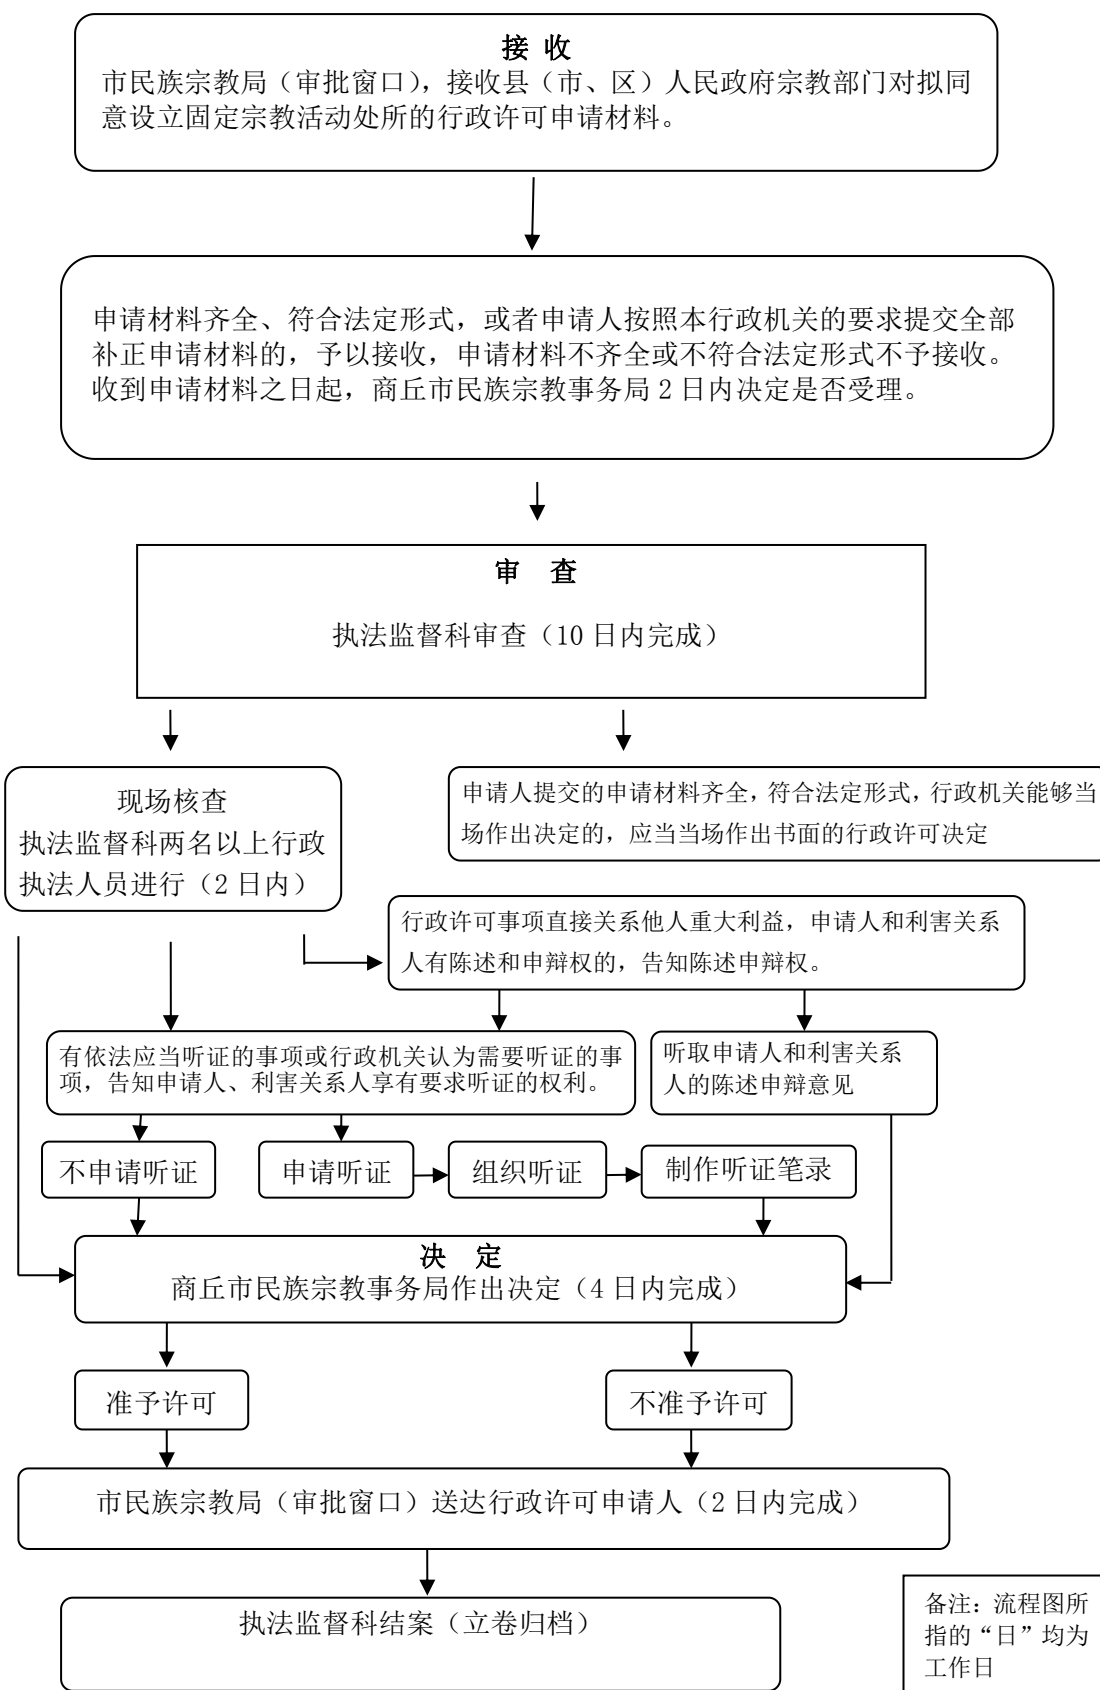 接 收
市民族宗教局（审批窗口），接收县（市、区）人民政府宗教部门对拟同
意设立固定宗教活动处所的行政许可申请材料。
申请材料齐全、符合法定形式，或者申请人按照本行政机关的要求提交全部
补正申请材料的，予以接收，申请材料不齐全或不符合法定形式不予接收。
收到申请材料之日起，商丘市民族宗教事务局 2 日内决定是否受理。
审 查
执法监督科审查（10 日内完成）
现场核查
执法监督科两名以上行政
执法人员进行（2 日内）
申请人提交的申请材料齐全，符合法定形式，行政机关能够当
场作出决定的，应当当场作出书面的行政许可决定
行政许可事项直接关系他人重大利益，申请人和利害关系
人有陈述和申辩权的，告知陈述申辩权。
有依法应当听证的事项或行政机关认为需要听证的事
项，告知申请人、利害关系人享有要求听证的权利。
听取申请人和利害关系
人的陈述申辩意见
不申请听证
申请听证
组织听证
制作听证笔录
决 定
商丘市民族宗教事务局作出决定（4 日内完成）
准予许可
不准予许可
市民族宗教局（审批窗口）送达行政许可申请人（2 日内完成）
执法监督科结案（立卷归档）
备注：流程图所
指的“日”均为
工作日